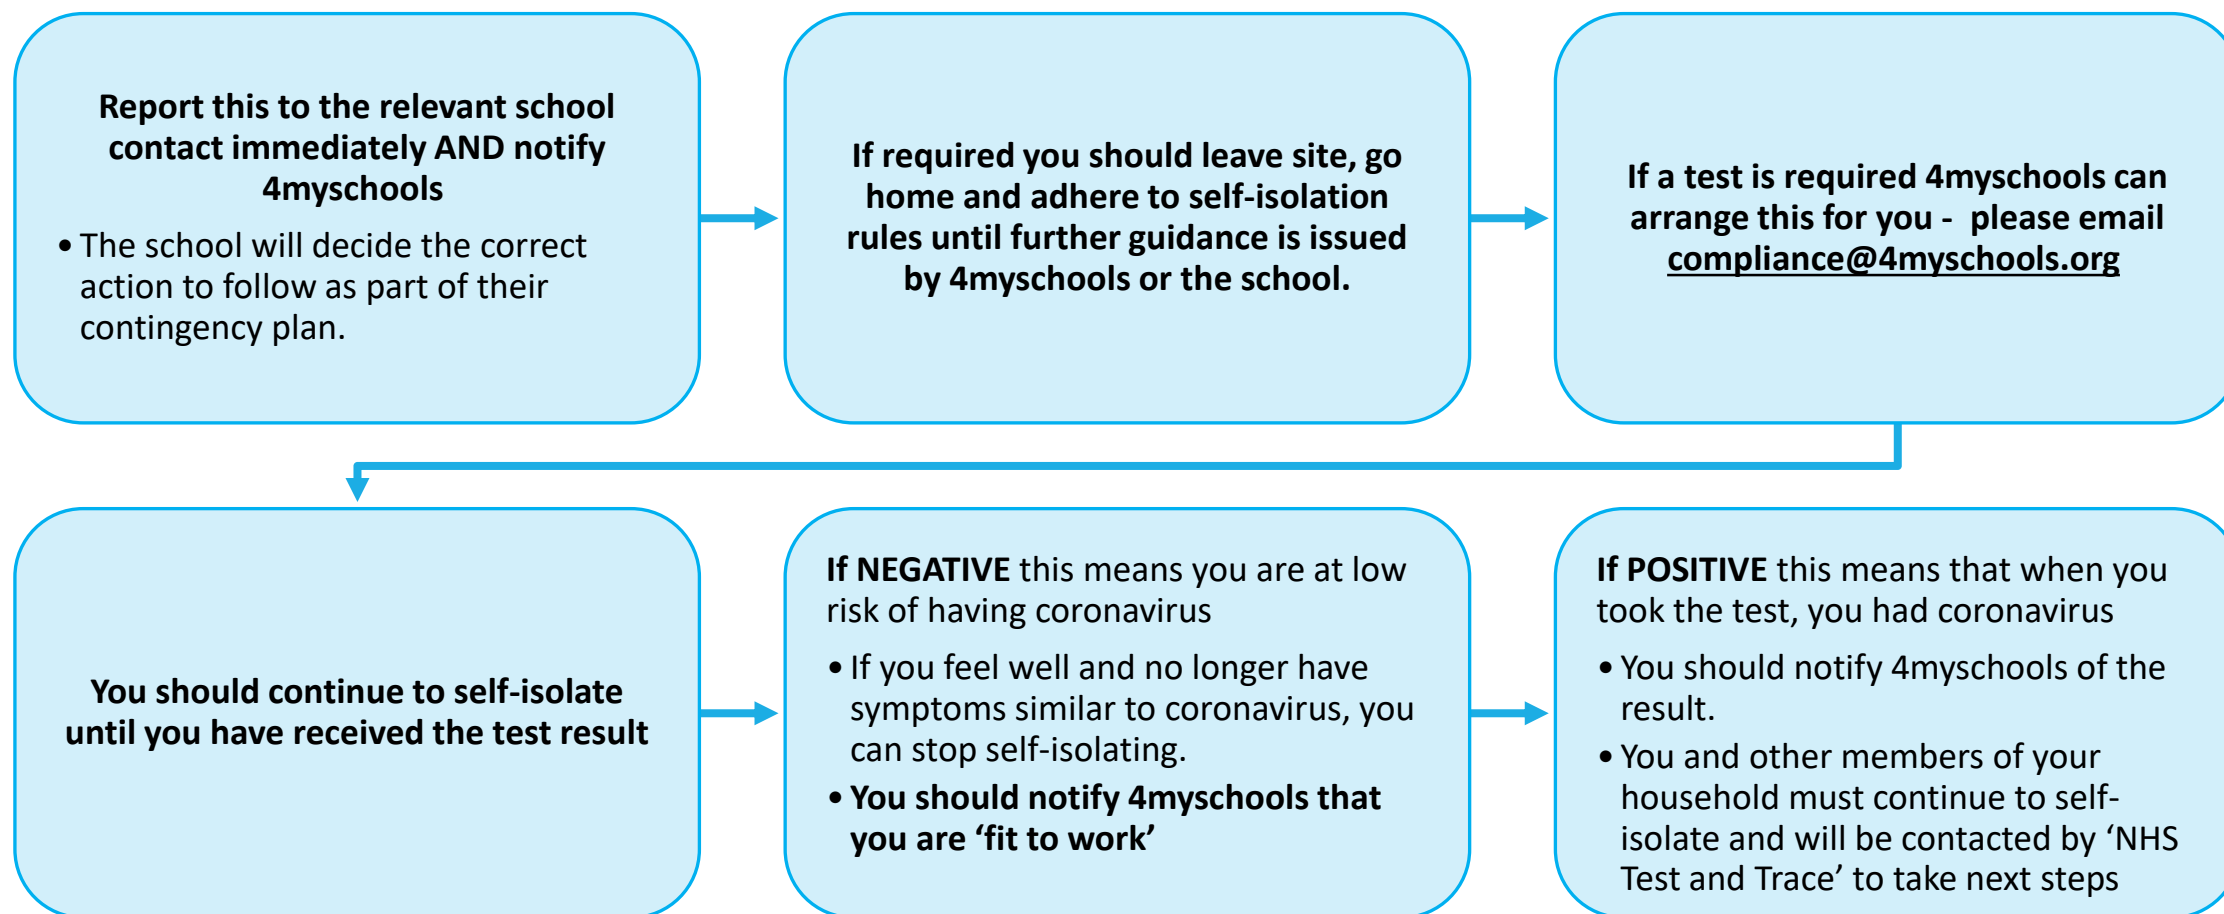 Report this to the relevant school
contact immediately AND notify
4myschools
• The school will decide the correct
action to follow as part of their
contingency plan.
If required you should leave site, go
home and adhere to self-isolation
rules until further guidance is issued
by 4myschools or the school.
If a test is required 4myschools can
arrange this for you -  please email
compliance@4myschools.org
You should continue to self-isolate
until you have received the test result
If NEGATIVE this means you are at low
risk of having coronavirus
• If you feel well and no longer have
symptoms similar to coronavirus, you
can stop self-isolating.
• You should notify 4myschools that
you are ‘fit to work’
If POSITIVE this means that when you
took the test, you had coronavirus
• You should notify 4myschools of the
result.
• You and other members of your
household must continue to self-
isolate and will be contacted by ‘NHS
Test and Trace’ to take next steps